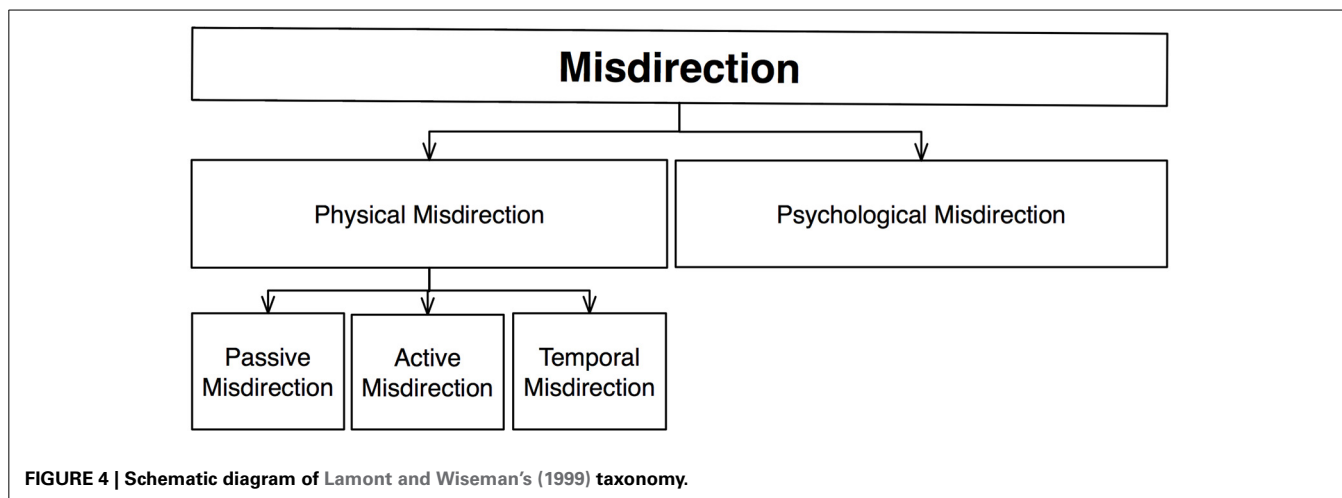 Misdirection
Physical Misdirection
Psychological Misdirection
Passive
Misdirection
Active
Misdirection
Temporal
Misdirection
FIGURE 4 | Schematic diagram of Lamont and Wiseman’s (1999) taxonomy.